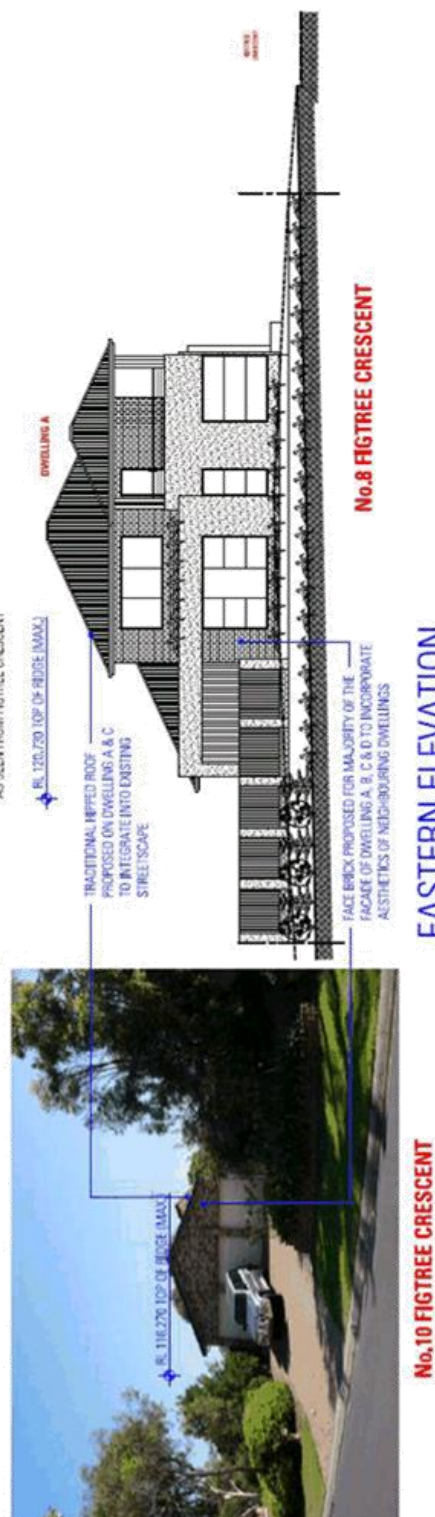 AS SEEN FROM FIGTREE CRESCENT
RL 120,720 TOP OF RIDGE (MAX.)
DWELLING A
TRADITIONAL HIPPED ROOF
PROPOSED ON DWELLING A & C
TO INTEGRATE INTO EXISTING
STREETSCAPE
RL 116,270 TOP OF RIDGE (MAX.)
FACE BRICK PROPOSED FOR MAJORITY OF THE
FACADE OF DWELLING A, B, C & D TO INCORPORATE
AESTHETICS OF NEIGHBOURING DWELLINGS
No.10 FIGTREE CRESCENT
No.8 FIGTREE CRESCENT
EASTERN ELEVATION